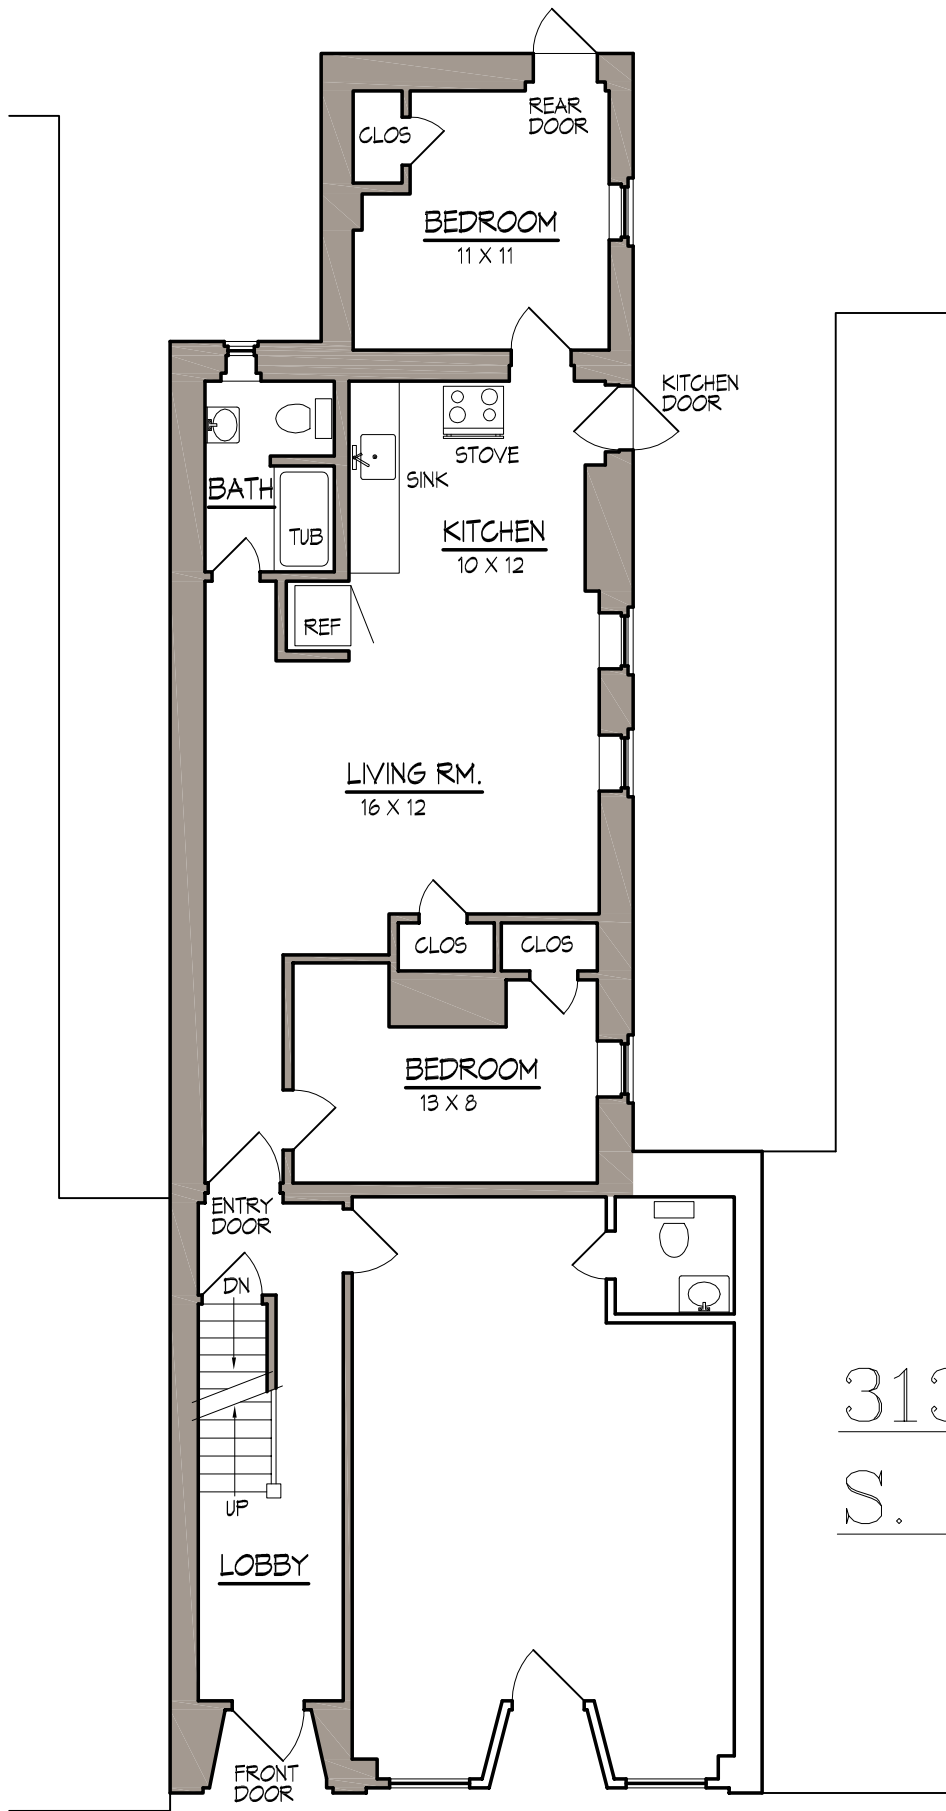 REAR
DOOR
CLOS
BEDROOM
11 X 11
KITCHEN
DOOR
STOVE
SINK
BATH
KITCHEN
10 X 12
TUB
REF
LIVING RM.
16 X 12
CLOS
CLOS
BEDROOM
13 X 8
ENTRY
DOOR
DN
313
S.
UP
LOBBY
FRONT
DOOR